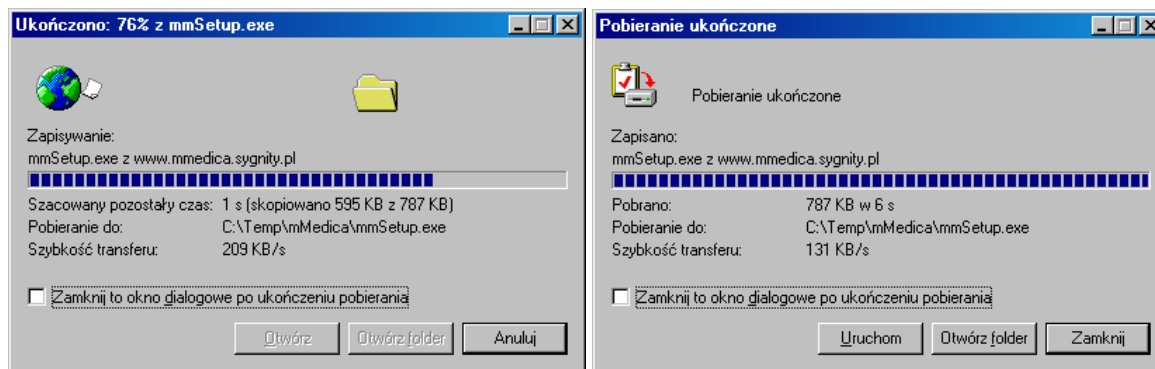 Ukończono: 76% z mmSetup.exe
Zapisywanie:
mmSetup.exe z www.mmedica.sygnity.pl
Szacowany pozostały czas: 1 s (skopiowano 595 KB z 787 KB)
Pobieranie do: C:\Temp\mMedica\mmSetup.exe
Szybkość transferu: 209 KB/s
Zamknij to okno dialogowe po ukończeniu pobierania
Otwórz Otwórz folder Anuluj
Pobieranie ukończone
Pobieranie ukończone
Zapisano:
mmSetup.exe z www.mmedica.sygnity.pl
Pobrano: 787 KB w 6 s
Pobieranie do: C:\Temp\mMedica\mmSetup.exe
Szybkość transferu: 131 KB/s
Zamknij to okno dialogowe po ukończeniu pobierania
Uruchom Otwórz folder Zamknij